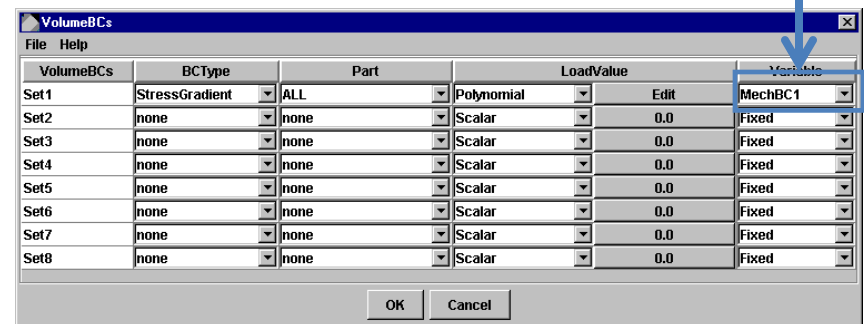 VolumeBCs
File Help
VolumeBCs BCType Part LoadValue Variable
Set1 StressGradient ALL Polynomial Edit MechBC1
Set2 none none Scalar 0.0 Fixed
Set3 none none Scalar 0.0 Fixed
Set4 none none Scalar 0.0 Fixed
Set5 none none Scalar 0.0 Fixed
Set6 none none Scalar 0.0 Fixed
Set7 none none Scalar 0.0 Fixed
Set8 none none Scalar 0.0 Fixed
OK Cancel